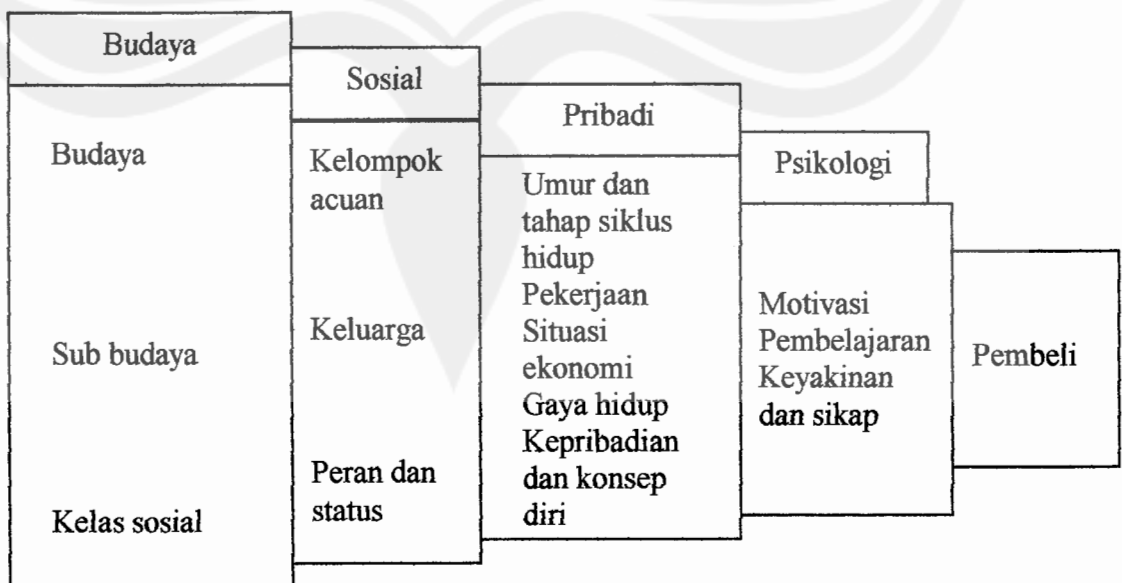 Budaya
Budaya
Sub budaya
Kelas sosial
Sosial
Kelompok
acuan
Keluarga
Peran dan
status
Pribadi
Umur dan
tahap siklus
hidup
Pekerjaan
Situasi
ekonomi
Gaya hidup
Kepribadian
dan konsep
diri
Psikologi
Motivasi
Pembelajaran
Keyakinan
dan sikap
Pembeli